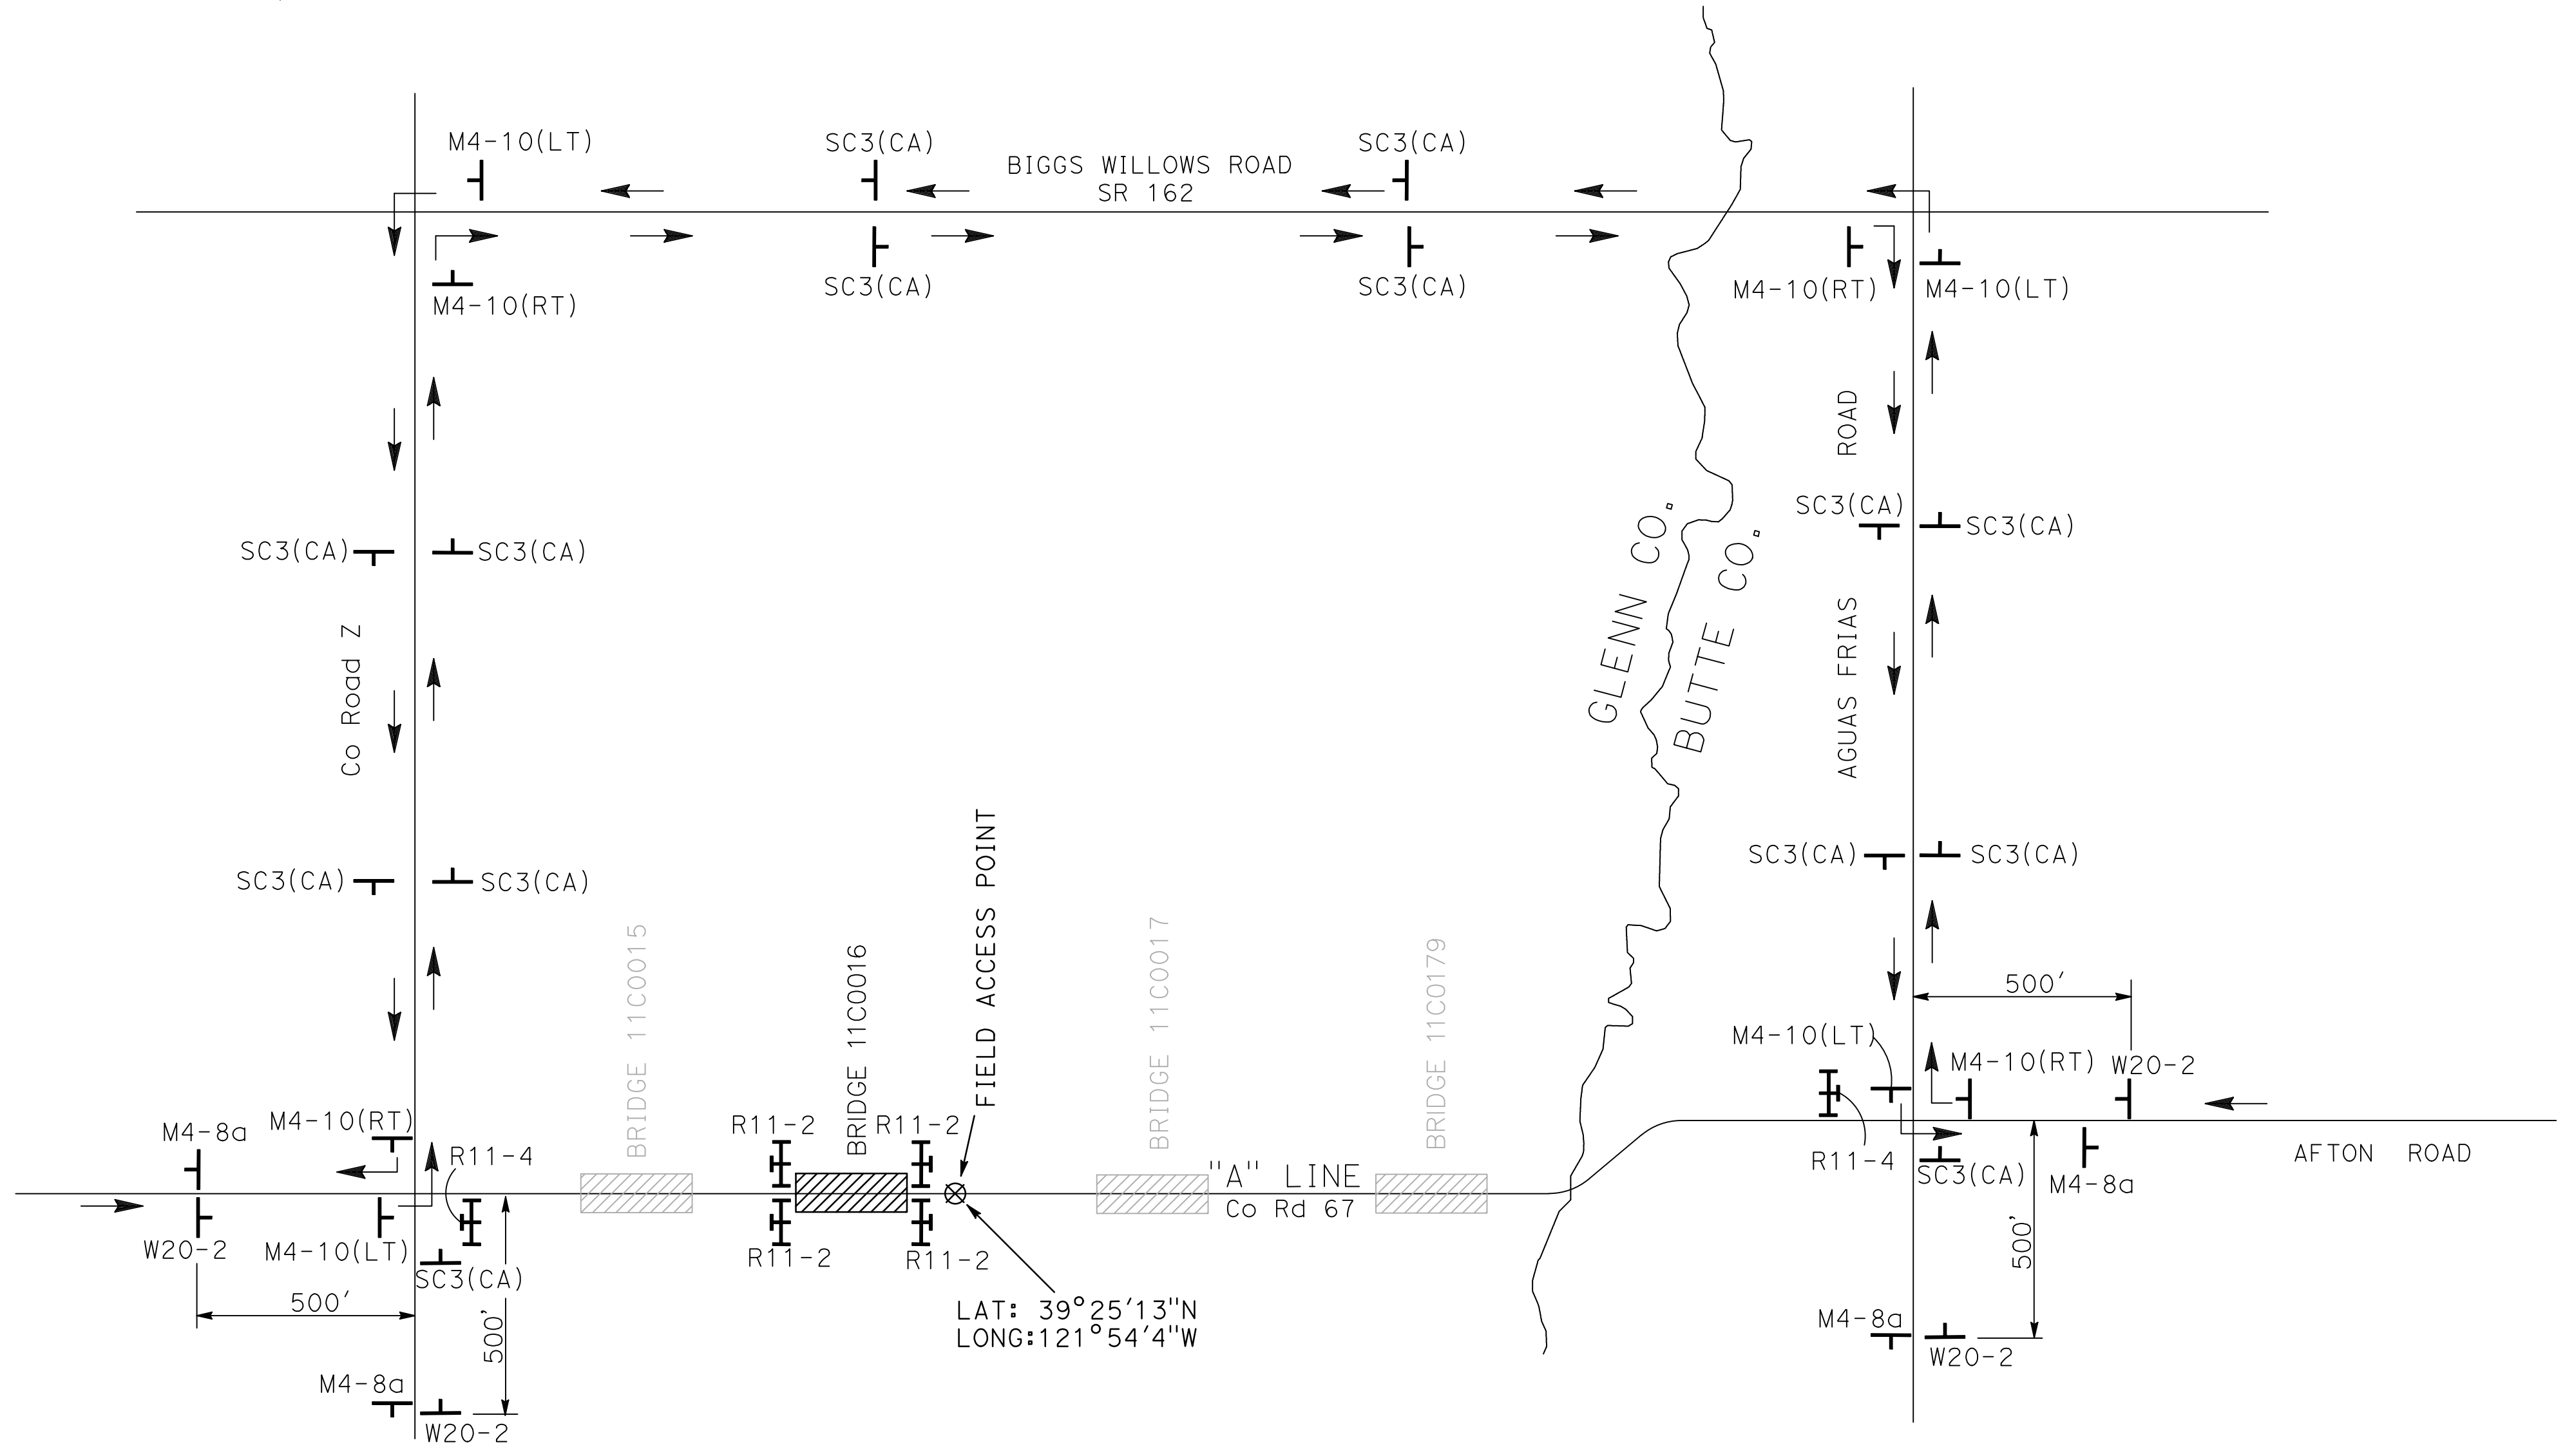 M4-10(LT)
SC3(CA)
SC3(CA)
BIGGS WILLOWS ROAD
SR 162
M4-10(RT)
SC3(CA)
SC3(CA)
M4-10(RT)
M4-10(LT)
Co Road Z
SC3(CA)
SC3(CA)
SC3(CA)
SC3(CA)
GLENN CO.
BUTTE CO.
AGUAS FRIAS ROAD
SC3(CA)
SC3(CA)
SC3(CA)
SC3(CA)
BRIDGE 11C0015
BRIDGE 11C0016
FIELD ACCESS POINT
BRIDGE 11C0017
BRIDGE 11C0179
500'
M4-10(LT)
M4-10(RT)
W20-2
M4-8a
M4-10(RT)
R11-4
R11-2
R11-2
"A" LINE
Co Rd 67
R11-4
SC3(CA)
M4-8a
AFTON ROAD
W20-2
M4-10(LT)
SC3(CA)
R11-2
R11-2
500'
500'
LAT: 39°25'13"N
LONG:121°54'4"W
500'
M4-8a
W20-2
M4-8a
W20-2